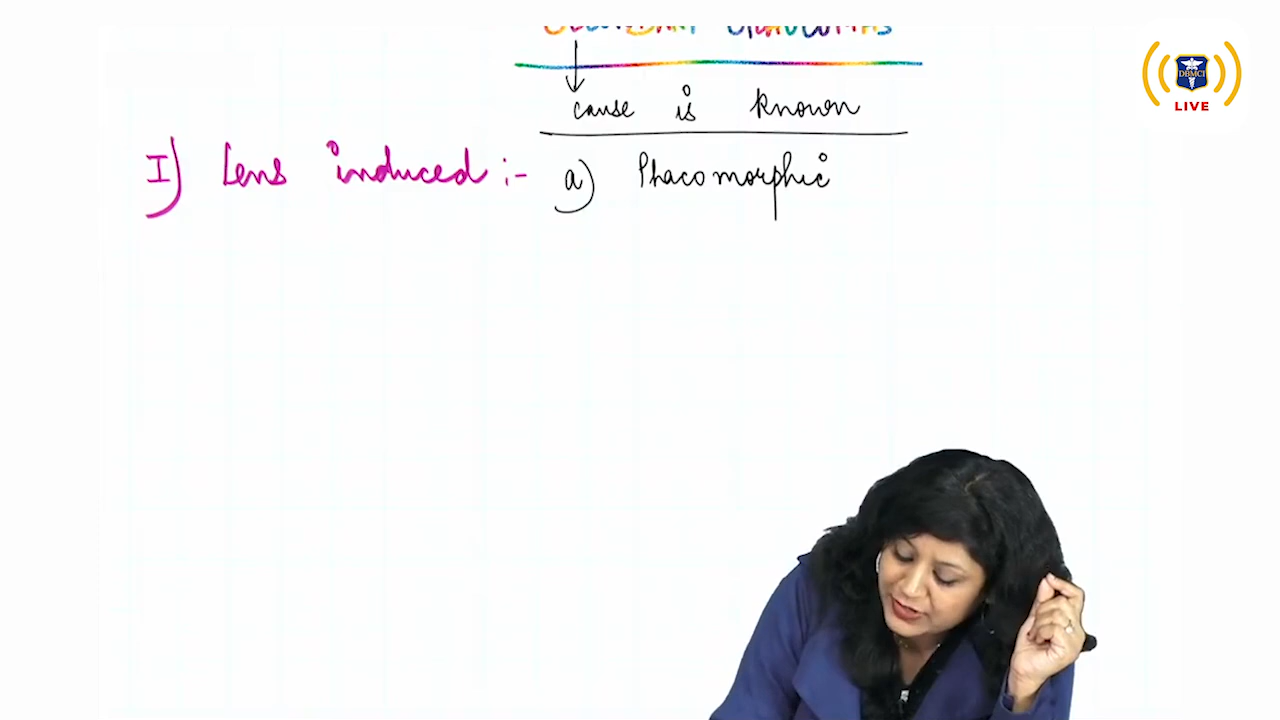 cause is known
I) Lens induced :- a) Phacomorphic
DBMCI
LIVE